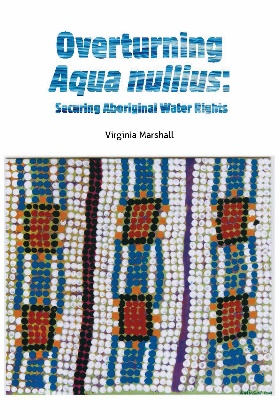 Overturning
Aqua nullius:
Securing Aboriginal Water Rights
Virginia Marshall